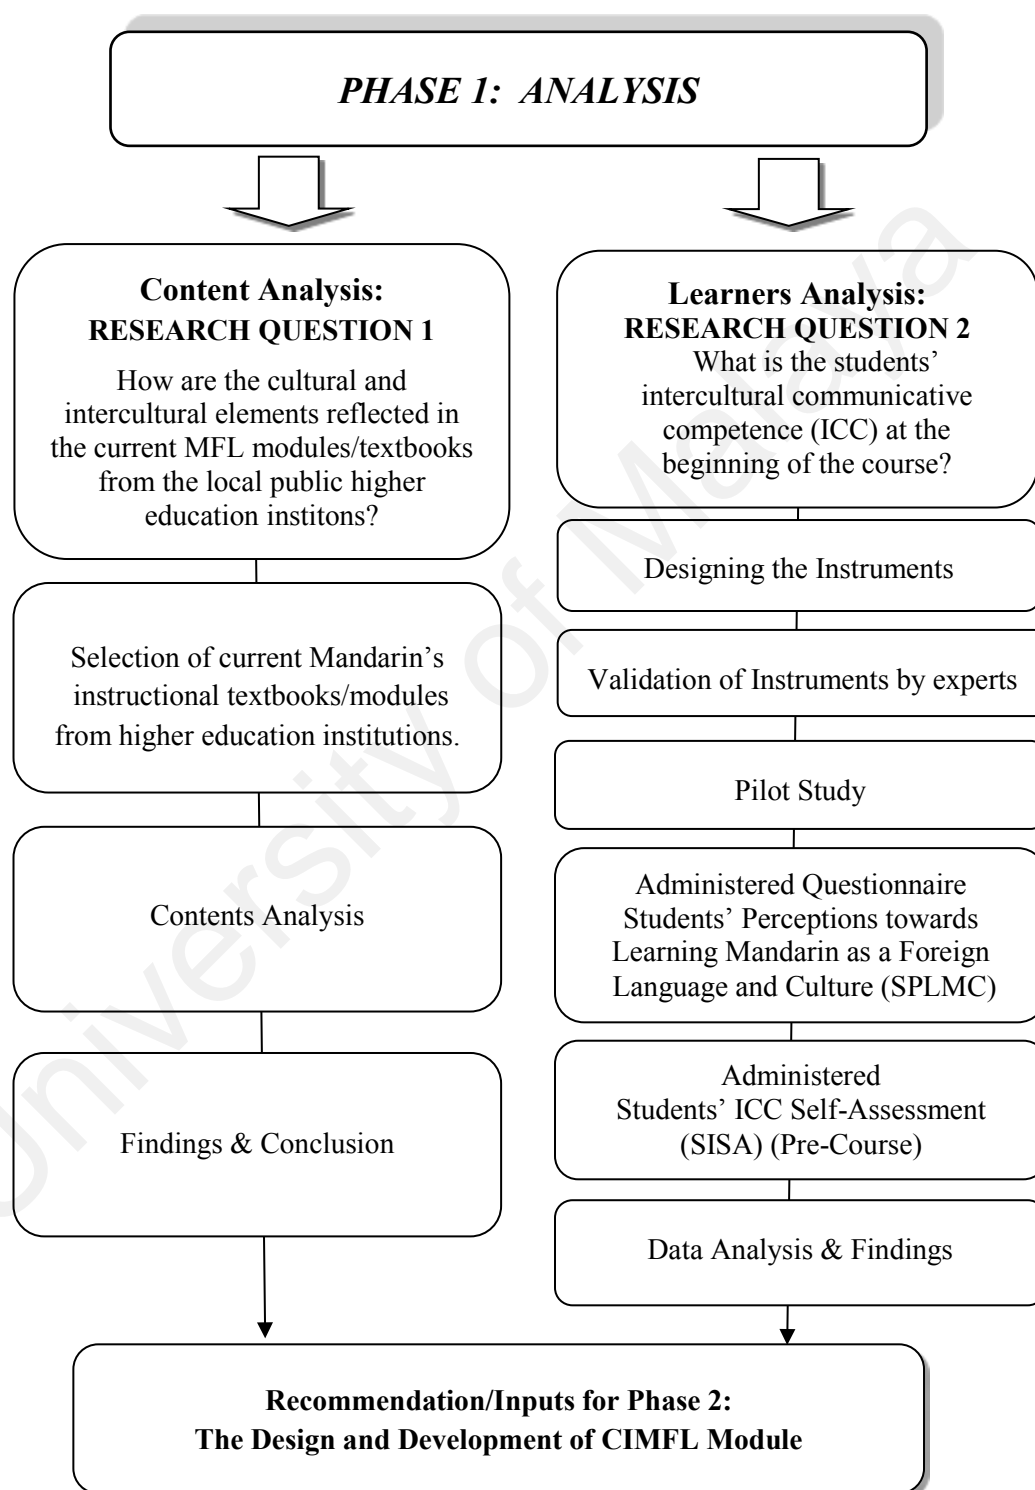 PHASE 1: ANALYSIS
Content Analysis:
RESEARCH QUESTION 1
How are the cultural and
intercultural elements reflected in
the current MFL modules/textbooks
from the local public higher
education institons?
Selection of current Mandarin's
instructional textbooks/modules
from higher education institutions.
Contents Analysis
Findings & Conclusion
Learners Analysis:
RESEARCH QUESTION 2
What is the students'
intercultural communicative
competence (ICC) at the
beginning of the course?
Designing the Instruments
Validation of Instruments by experts
Pilot Study
Administered Questionnaire
Students' Perceptions towards
Learning Mandarin as a Foreign
Language and Culture (SPLMC)
Administered
Students' ICC Self-Assessment
(SISA) (Pre-Course)
Data Analysis & Findings
Recommendation/Inputs for Phase 2:
The Design and Development of CIMFL Module
University of Malaya